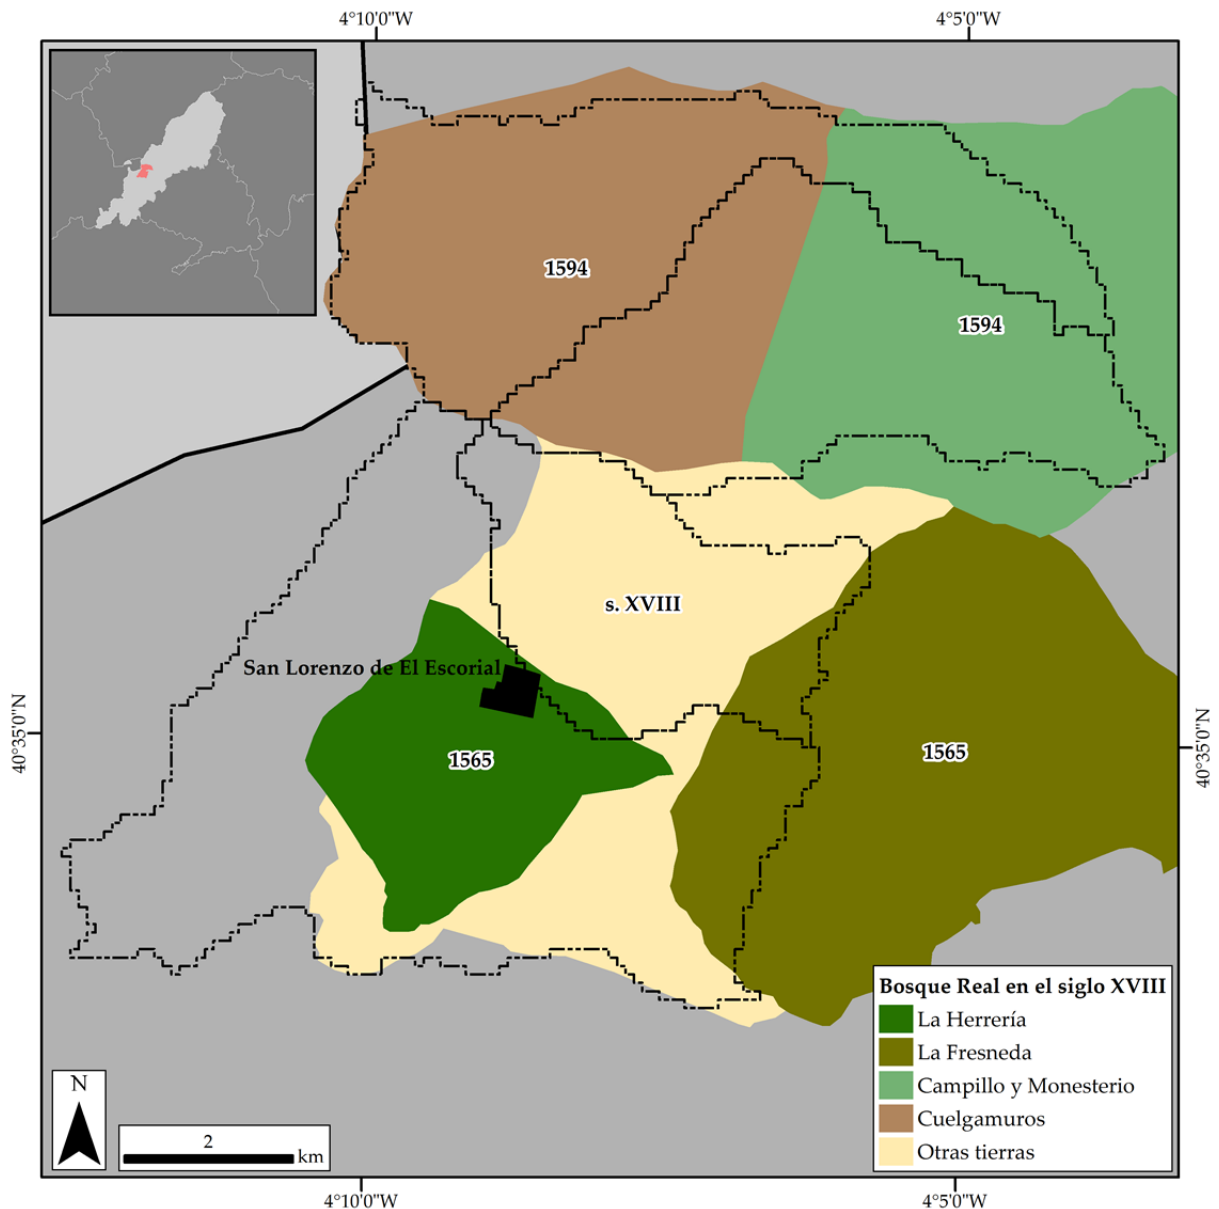 4°10'0"W
4°5'0"W
1594
1594
s. XVIII
San Lorenzo de El Escorial
40°35'0"N
1565
1565
40°35'0"N
Bosque Real en el siglo XVIII
La Herrería
La Fresneda
Campillo y Monesterio
Cuelgamuros
Otras tierras
N
2
km
4°10'0"W
4°5'0"W